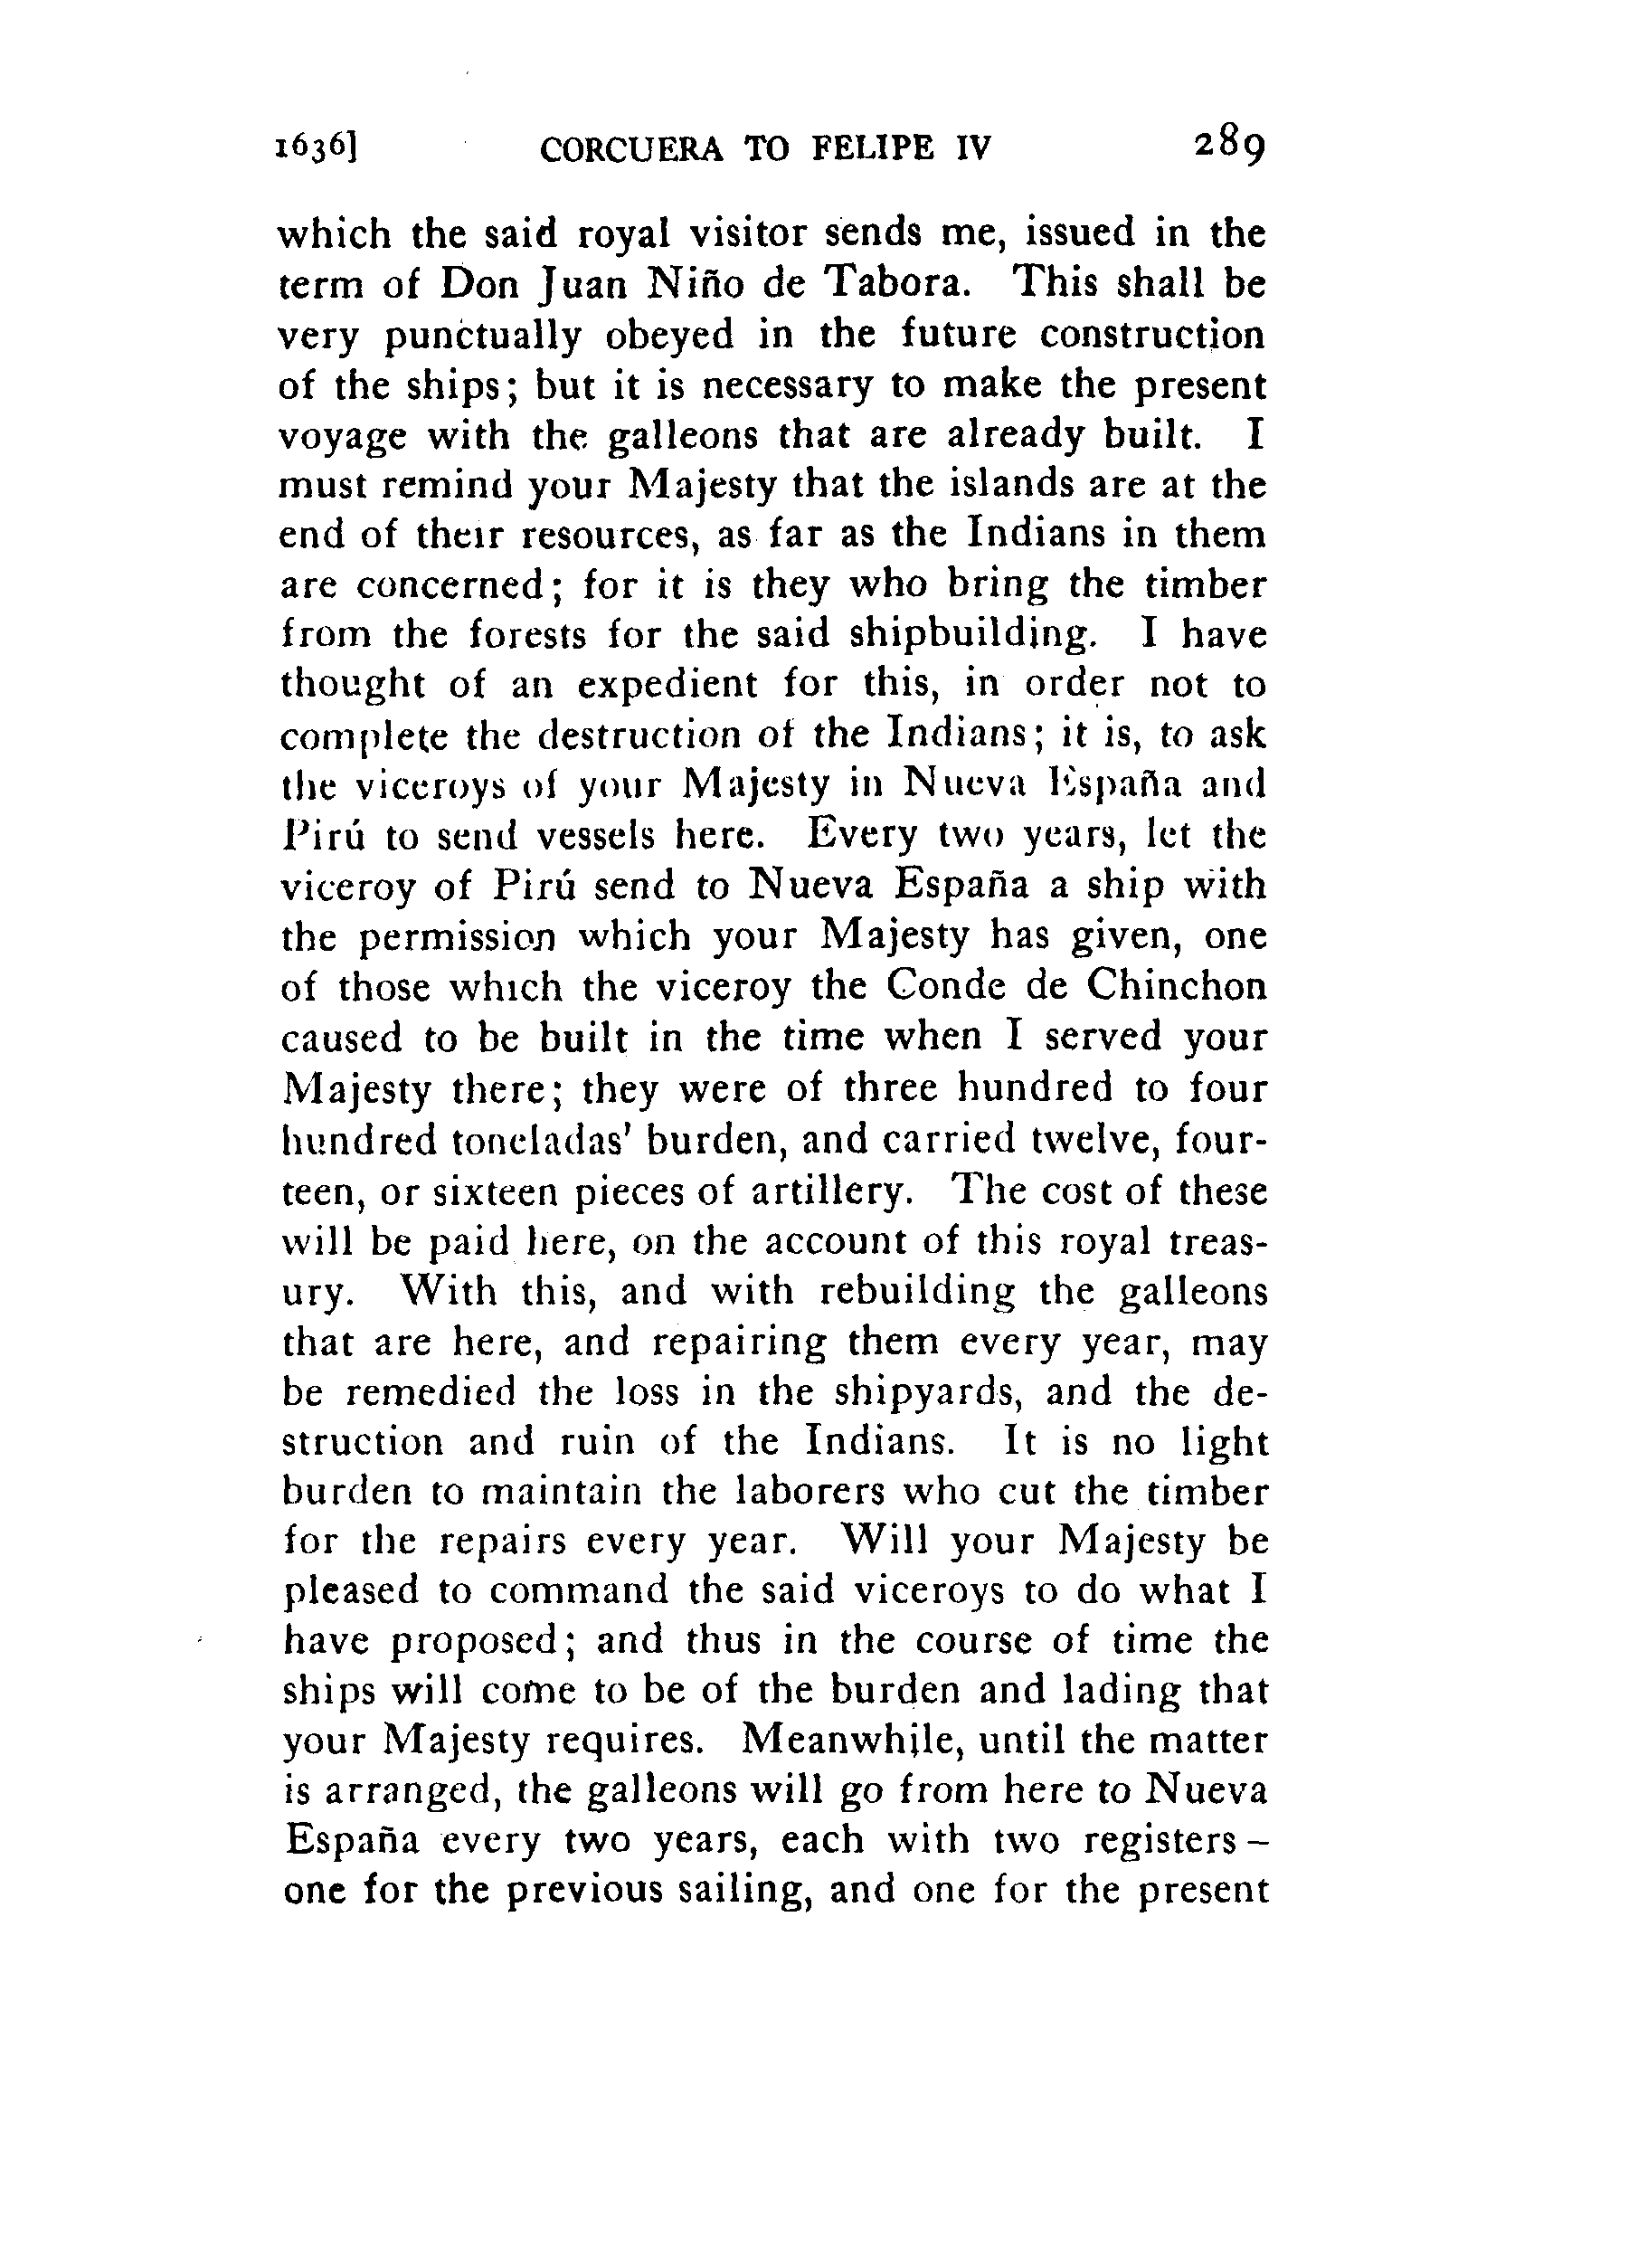 1636] CORCUERA TO FELIPE IV 289
which the said royal visitor sends me, issued in the
term of Don Juan Niño de Tabora. This shall be
very punctually obeyed in the future construction
of the ships; but it is necessary to make the present
voyage with the galleons that are already built. I
must remind your Majesty that the islands are at the
end of their resources, as far as the Indians in them
are concerned; for it is they who bring the timber
from the forests for the said shipbuilding. I have
thought of an expedient for this, in order not to
complete the destruction of the Indians; it is, to ask
the viceroys of your Majesty in Nueva España and
Pirú to send vessels here. Every two years, let the
viceroy of Pirú send to Nueva España a ship with
the permission which your Majesty has given, one
of those which the viceroy the Conde de Chinchon
caused to be built in the time when I served your
Majesty there; they were of three hundred to four
hundred toneladas' burden, and carried twelve, four-
teen, or sixteen pieces of artillery. The cost of these
will be paid here, on the account of this royal treas-
ury. With this, and with rebuilding the galleons
that are here, and repairing them every year, may
be remedied the loss in the shipyards, and the de-
struction and ruin of the Indians. It is no light
burden to maintain the laborers who cut the timber
for the repairs every year. Will your Majesty be
pleased to command the said viceroys to do what I
have proposed; and thus in the course of time the
ships will come to be of the burden and lading that
your Majesty requires. Meanwhile, until the matter
is arranged, the galleons will go from here to Nueva
España every two years, each with two registers –
one for the previous sailing, and one for the present